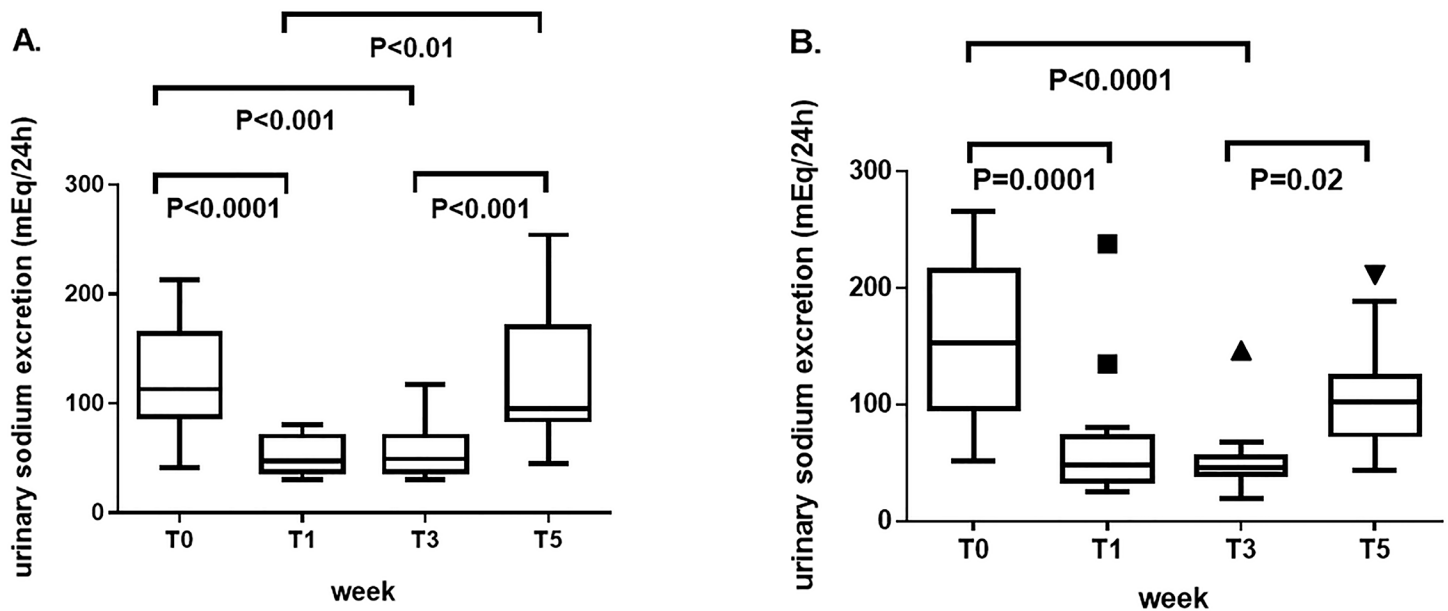 A.
P<0.01
P<0.001
P<0.0001
P<0.001
urinary sodium excretion (mEq/24h)
300
200
100
0
T0 T1 T3 T5
week
B.
P<0.0001
P=0.0001
P=0.02
urinary sodium excretion (mEq/24h)
300
200
100
0
T0 T1 T3 T5
week